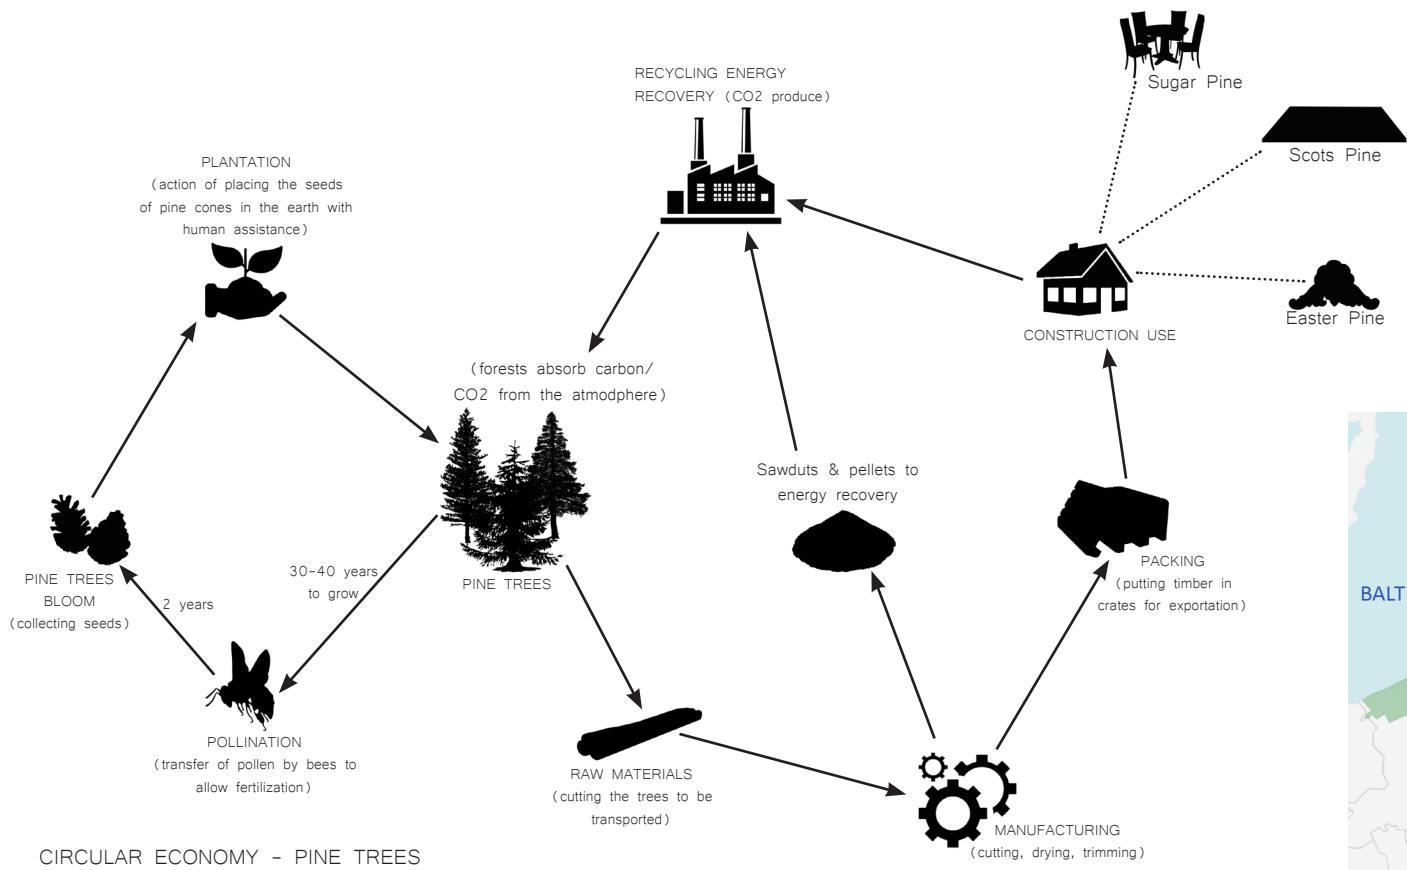 RECYCLING ENERGY
RECOVERY (CO2 produce)
Sugar Pine
Scots Pine
Easter Pine
CONSTRUCTION USE
PLANTATION
(action of placing the seeds
of pine cones in the earth with
human assistance)
(forests absorb carbon/
CO2 from the atmodphere)
PINE TREES
Sawduts & pellets to
energy recovery
PACKING
(putting timber in
crates for exportation)
BALT
PINE TREES
BLOOM
(collecting seeds)
2 years
30-40 years
to grow
POLLINATION
(transfer of pollen by bees to
allow fertilization)
RAW MATERIALS
(cutting the trees to be
transported)
MANUFACTURING
(cutting, drying, trimming)
CIRCULAR ECONOMY - PINE TREES